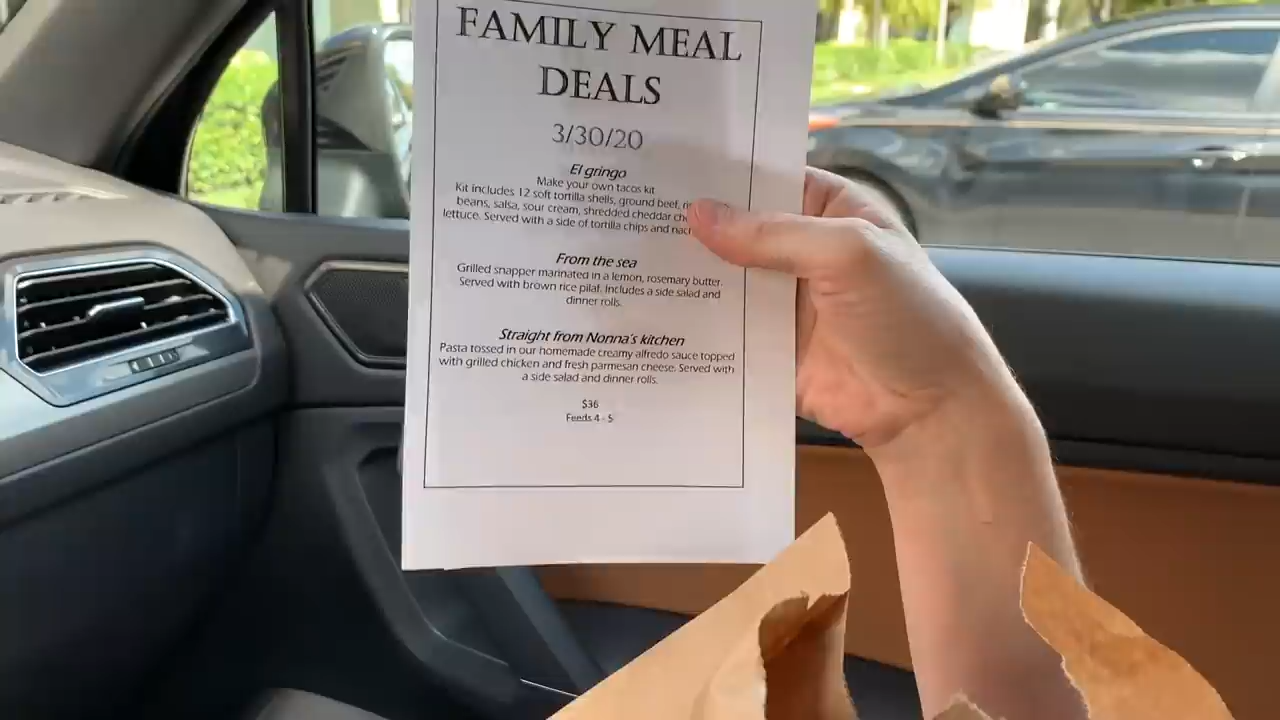 FAMILY MEAL
DEALS
3/30/20
El gringo
Make your own tacos kit
Kit includes 12 soft tortilla shells, ground beef,
beans, salsa, sour cream, shredded cheddar
lettuce. Served with a side of tortilla chips and
From the sea
Grilled snapper marinated in a lemon, rosemary butter.
Served with brown rice pilaf. Includes a side salad and
dinner rolls.
Straight from Nonna's kitchen
Pasta tossed in our homemade creamy alfredo sauce topped
with grilled chicken and fresh parmesan cheese. Served with
a side salad and dinner rolls.
$36
Feeds 4 - 5